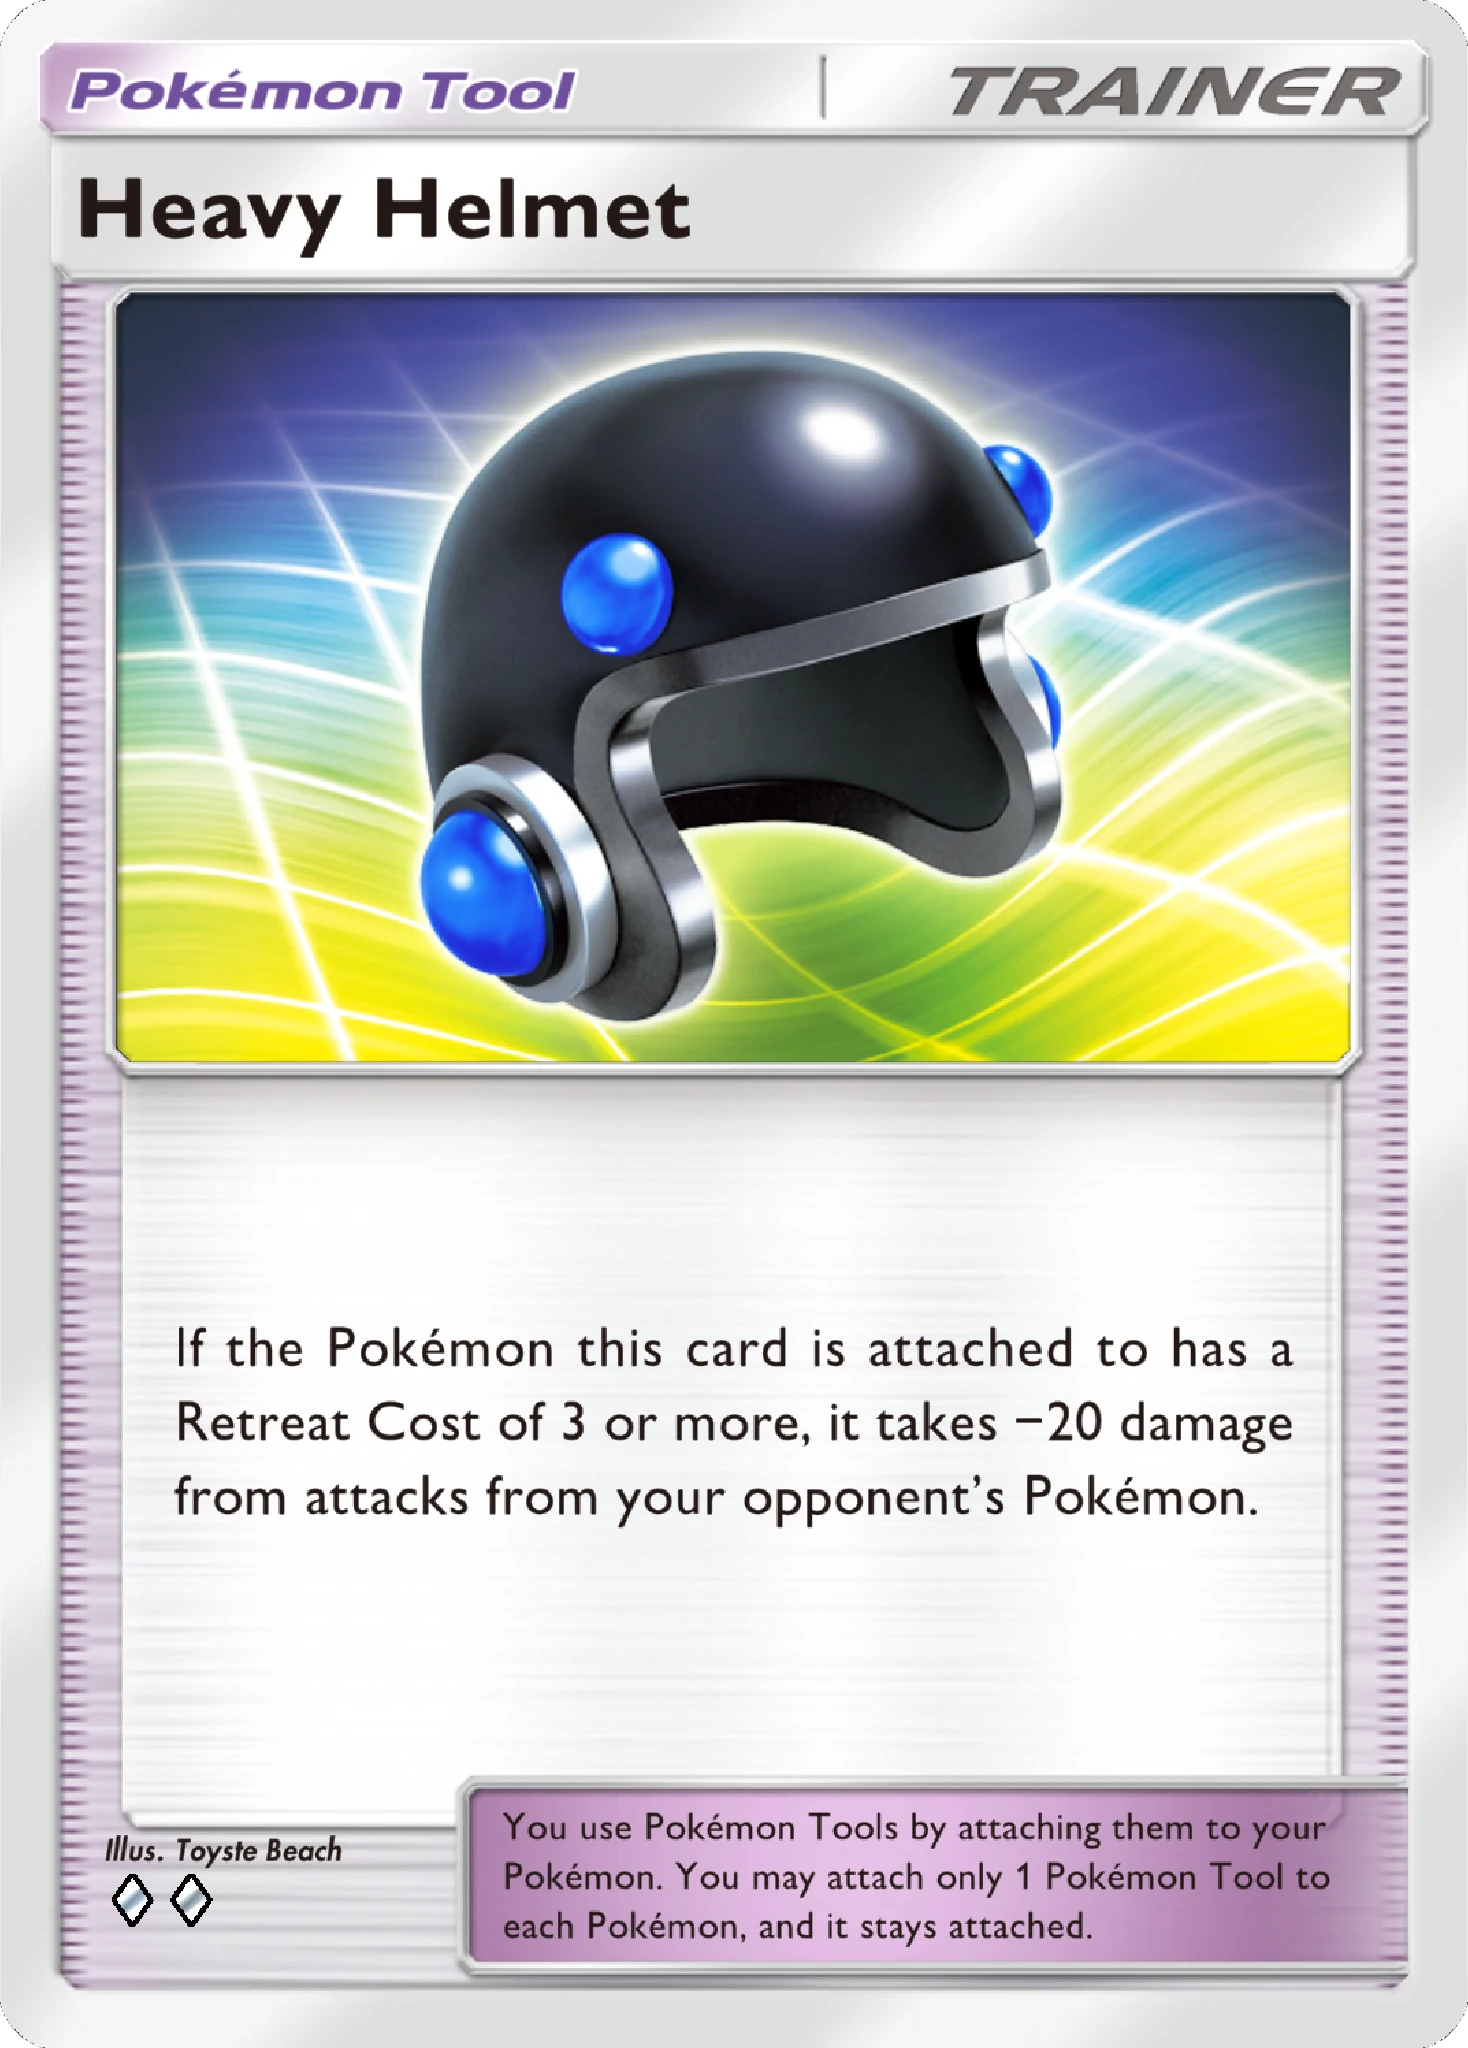 Pokémon Tool
TRAINER
Heavy Helmet
If the Pokémon this card is attached to has a
Retreat Cost of 3 or more, it takes −20 damage
from attacks from your opponent's Pokémon.
Illus. Toyste Beach
You use Pokémon Tools by attaching them to your
Pokémon. You may attach only 1 Pokémon Tool to
each Pokémon, and it stays attached.